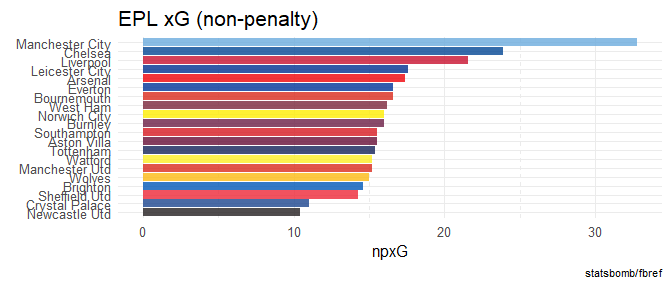 EPL xG (non-penalty)
Manchester City
Chelsea
Liverpool
Leicester City
Arsenal
Everton
Bournemouth
West Ham
Norwich City
Burnley
Southampton
Aston Villa
Tottenham
Watford
Manchester Utd
Wolves
Brighton
Sheffield Utd
Crystal Palace
Newcastle Utd
0 10 20 30
npxG
statsbomb/fbref